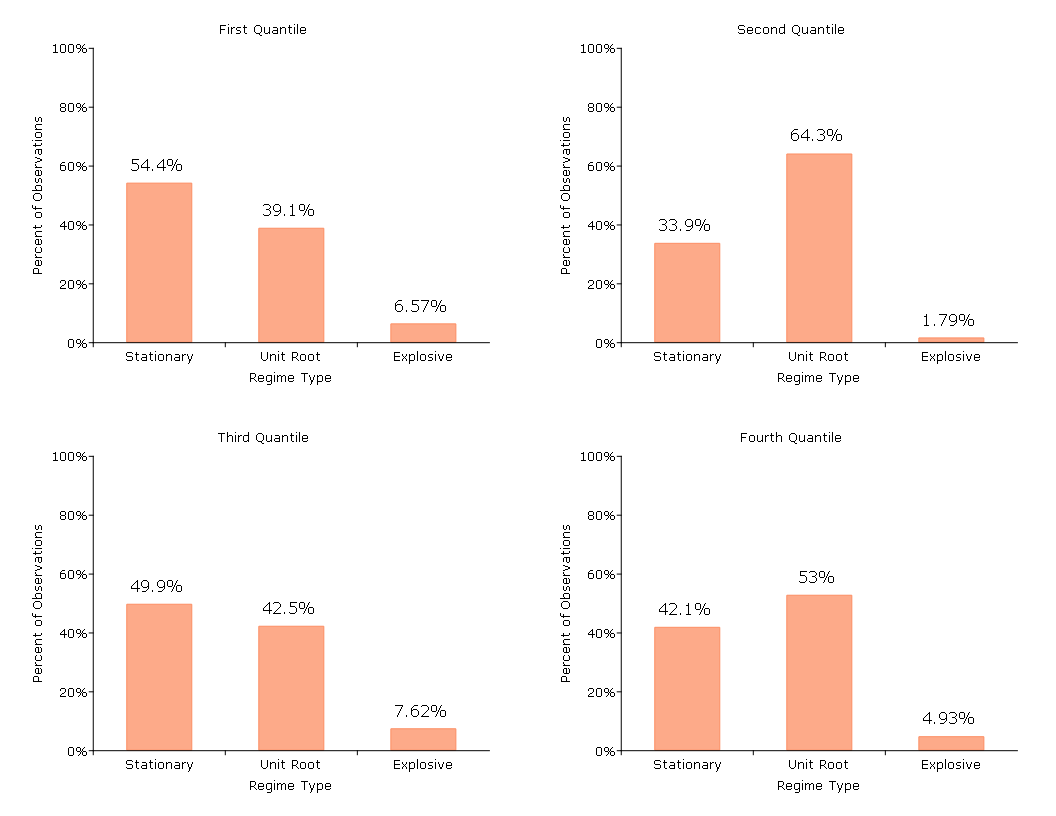 First Quantile
100%
80%
60%
40%
20%
0%
Percent of Observations
54.4%
39.1%
6.57%
Stationary Unit Root Explosive
Regime Type
Second Quantile
100%
80%
60%
40%
20%
0%
Percent of Observations
33.9%
64.3%
1.79%
Stationary Unit Root Explosive
Regime Type
Third Quantile
100%
80%
60%
40%
20%
0%
Percent of Observations
49.9%
42.5%
7.62%
Stationary Unit Root Explosive
Regime Type
Fourth Quantile
100%
80%
60%
40%
20%
0%
Percent of Observations
42.1%
53%
4.93%
Stationary Unit Root Explosive
Regime Type